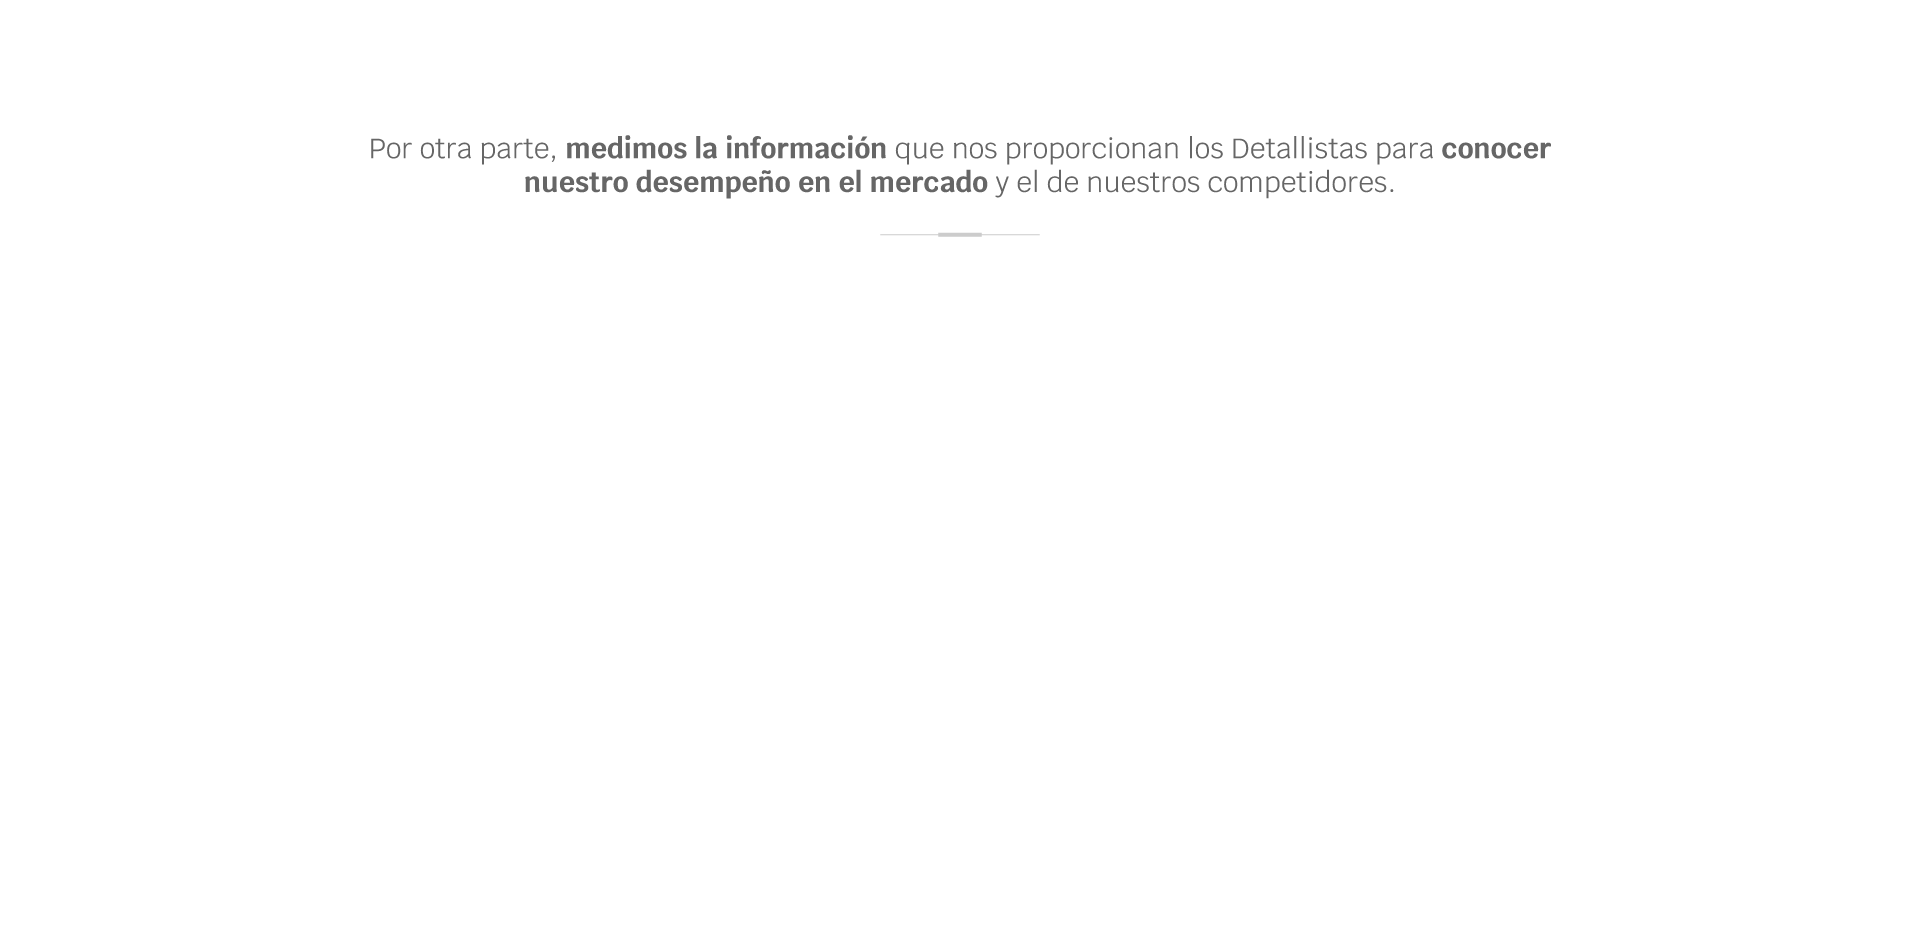 Por otra parte, medimos la información que nos proporcionan los Detallistas para conocer
nuestro desempeño en el mercado y el de nuestros competidores.